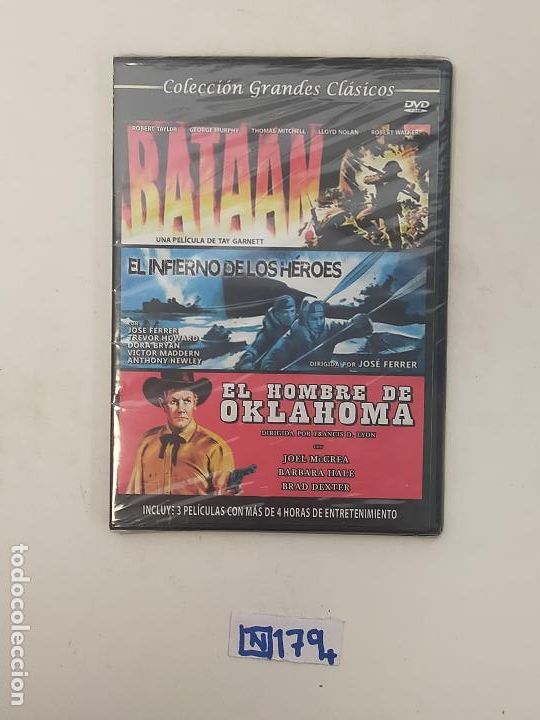 Colección Grandes Clásicos
DVD
ROBERT TAYLOR GEORGE MURPHY THOMAS MITCHELL LLOYD NOLAN ROBERT WALKER
BATAAN
UNA PELÍCULA DE TAY GARNETT
EL INFIERNO DE LOS HÉROES
CON
JOSE FERRER
TREVOR HOWARD
DORA BRYAN
VICTOR MADDERN
ANTHONY NEWLEY
DIRIGIDA POR JOSÉ FERRER
EL HOMBRE DE
OKLAHOMA
DIRIGIDA POR FRANCIS D. LYON
CON
JOEL McCREA
BARBARA HALE
BRAD DEXTER
INCLUYE 3 PELÍCULAS CON MÁS DE 4 HORAS DE ENTRETENIMIENTO
N 179
todocoleccion